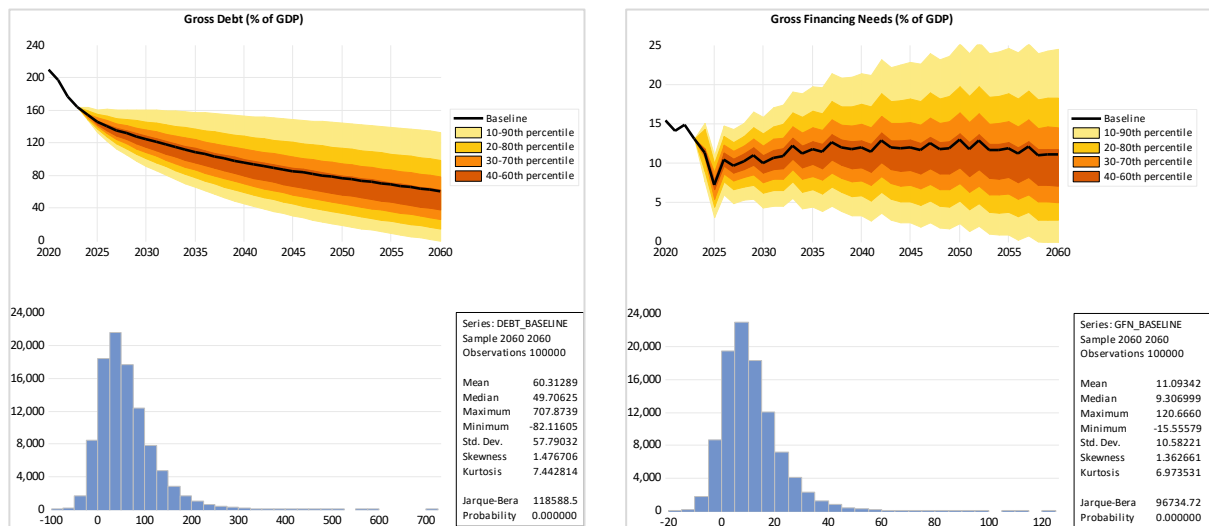 Gross Debt (% of GDP)
240
200
160
120
80
40
0
2020 2025 2030 2035 2040 2045 2050 2055 2060
Baseline
10-90th percentile
20-80th percentile
30-70th percentile
40-60th percentile
Gross Financing Needs (% of GDP)
25
20
15
10
5
0
2020 2025 2030 2035 2040 2045 2050 2055 2060
Baseline
10-90th percentile
20-80th percentile
30-70th percentile
40-60th percentile
24,000
20,000
16,000
12,000
8,000
4,000
0
-100 0 100 200 300 400 500 600 700
Series: DEBT_BASELINE
Sample 2060 2060
Observations 100000
Mean 60.31289
Median 49.70625
Maximum 707.8739
Minimum -82.11605
Std. Dev. 57.79032
Skewness 1.476706
Kurtosis 7.442814
Jarque-Bera 118588.5
Probability 0.000000
24,000
20,000
16,000
12,000
8,000
4,000
0
-20 0 20 40 60 80 100 120
Series: GFN_BASELINE
Sample 2060 2060
Observations 100000
Mean 11.09342
Median 9.306999
Maximum 120.6660
Minimum -15.55579
Std. Dev. 10.58221
Skewness 1.362661
Kurtosis 6.973531
Jarque-Bera 96734.72
Probability 0.000000